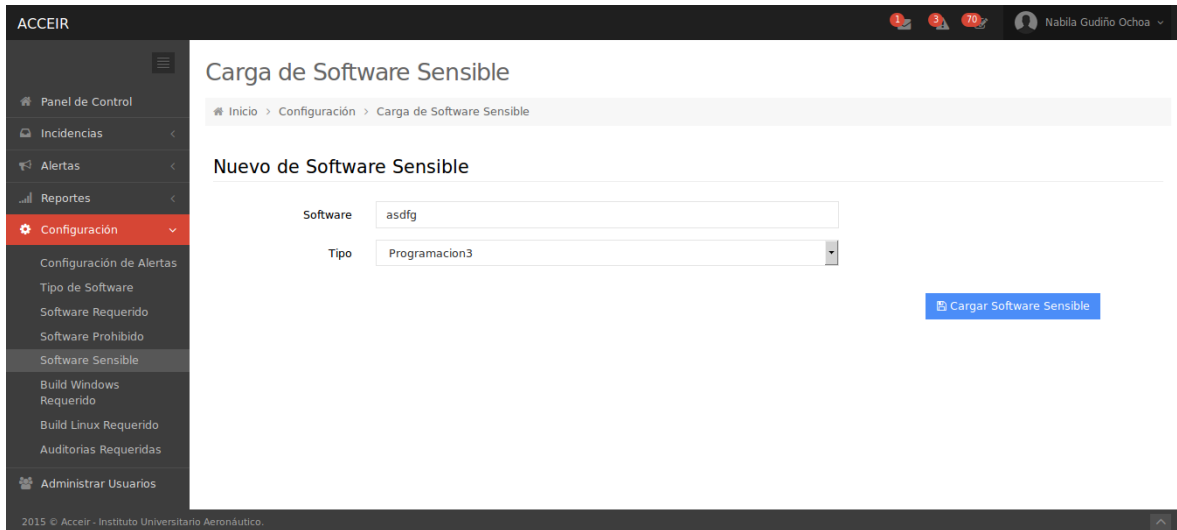 ACCEIR
1 3 70 Nabila Gudiño Ochoa
Carga de Software Sensible
Inicio > Configuración > Carga de Software Sensible
Panel de Control
Incidencias
Alertas
Reportes
Configuración
Configuración de Alertas
Tipo de Software
Software Requerido
Software Prohibido
Software Sensible
Build Windows
Requerido
Build Linux Requerido
Auditorias Requeridas
Administrar Usuarios
Nuevo de Software Sensible
Software asdfg
Tipo Programacion3
Cargar Software Sensible
2015 © Acceir - Instituto Universitario Aeronáutico.